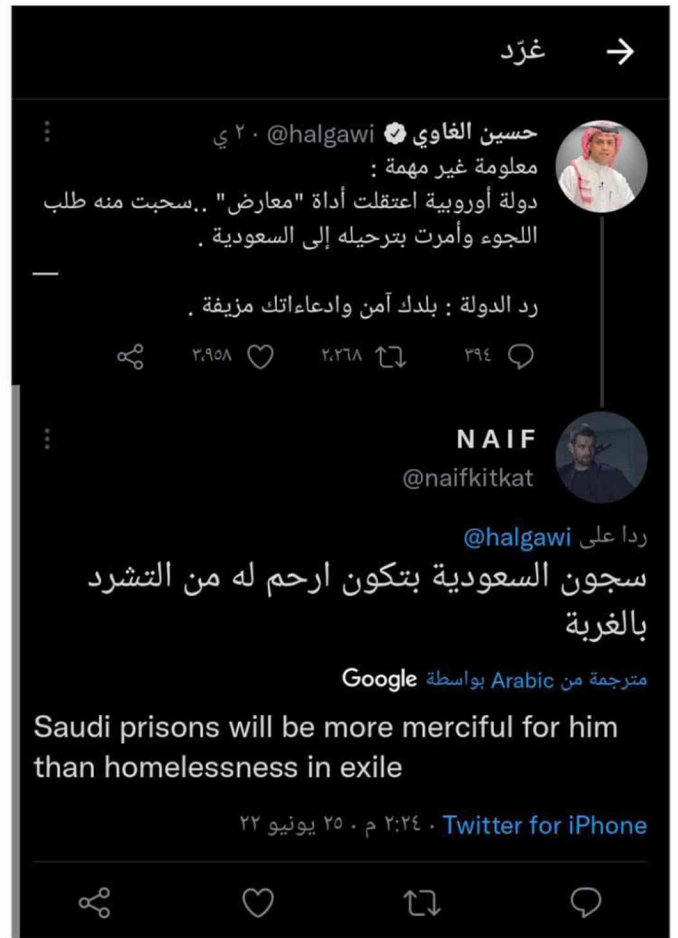 غرّد
حسين الغاوي @halgawi · ٢ ي
معلومة غير مهمة :
دولة أوروبية اعتقلت أداة "معارض" ..سحبت منه طلب
اللجوء وأمرت بترحيله إلى السعودية .
رد الدولة : بلدك آمن وادعاءاتك مزيفة .
٣٩٤ ٢،٢٦٨ ٣،٩٥٨
NAIF
@naifkitkat
ردا على @halgawi
سجون السعودية بتكون ارحم له من التشرد
بالغربة
مترجمة من Arabic بواسطة Google
Saudi prisons will be more merciful for him
than homelessness in exile
٢:٢٤ م · ٢٥ يونيو ٢٢ · Twitter for iPhone